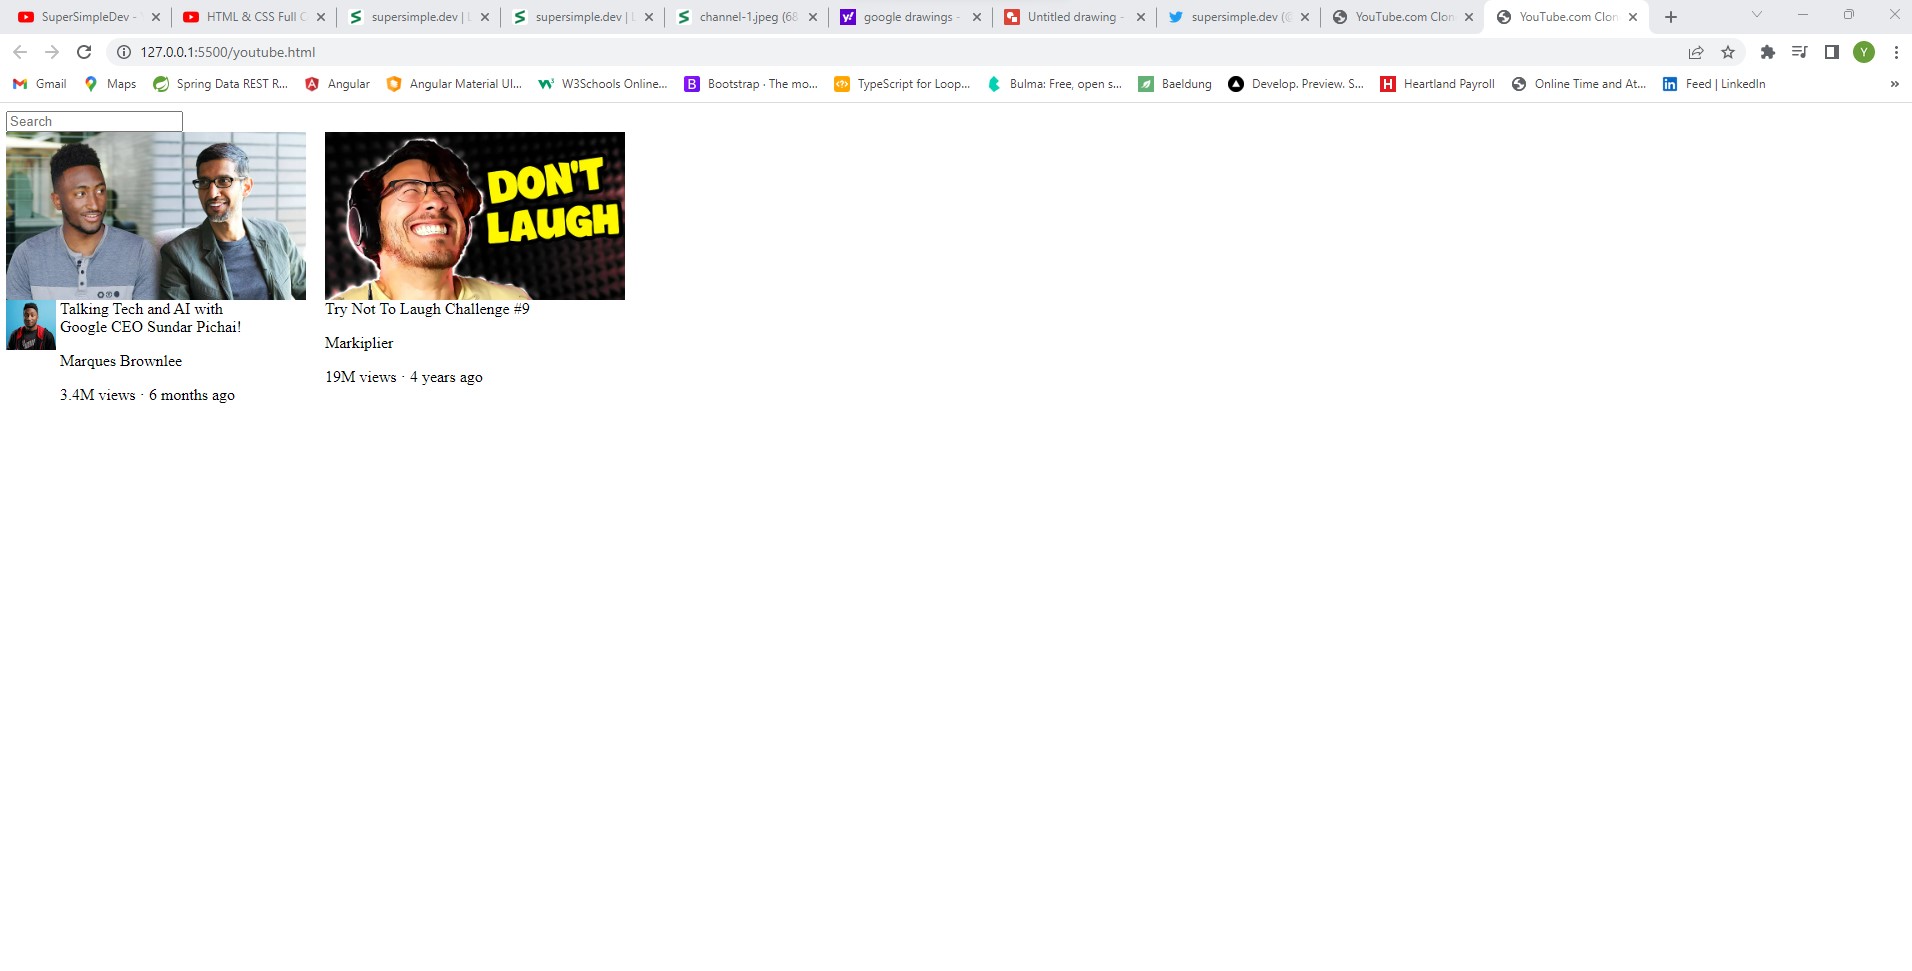 SuperSimpleDev -
HTML & CSS Full C
supersimple.dev | L
supersimple.dev | L
channel-1.jpeg (68
google drawings -
Untitled drawing -
supersimple.dev (@
YouTube.com Clon
YouTube.com Clon
127.0.0.1:5500/youtube.html
Y
Gmail
Maps
Spring Data REST R...
Angular
Angular Material UI...
W3Schools Online...
Bootstrap · The mo...
TypeScript for Loop...
Bulma: Free, open s...
Baeldung
Develop. Preview. S...
Heartland Payroll
Online Time and At...
Feed | LinkedIn
»
Search
DON'T
LAUGH
Talking Tech and AI with
Google CEO Sundar Pichai!
Marques Brownlee
3.4M views · 6 months ago
Try Not To Laugh Challenge #9
Markiplier
19M views · 4 years ago